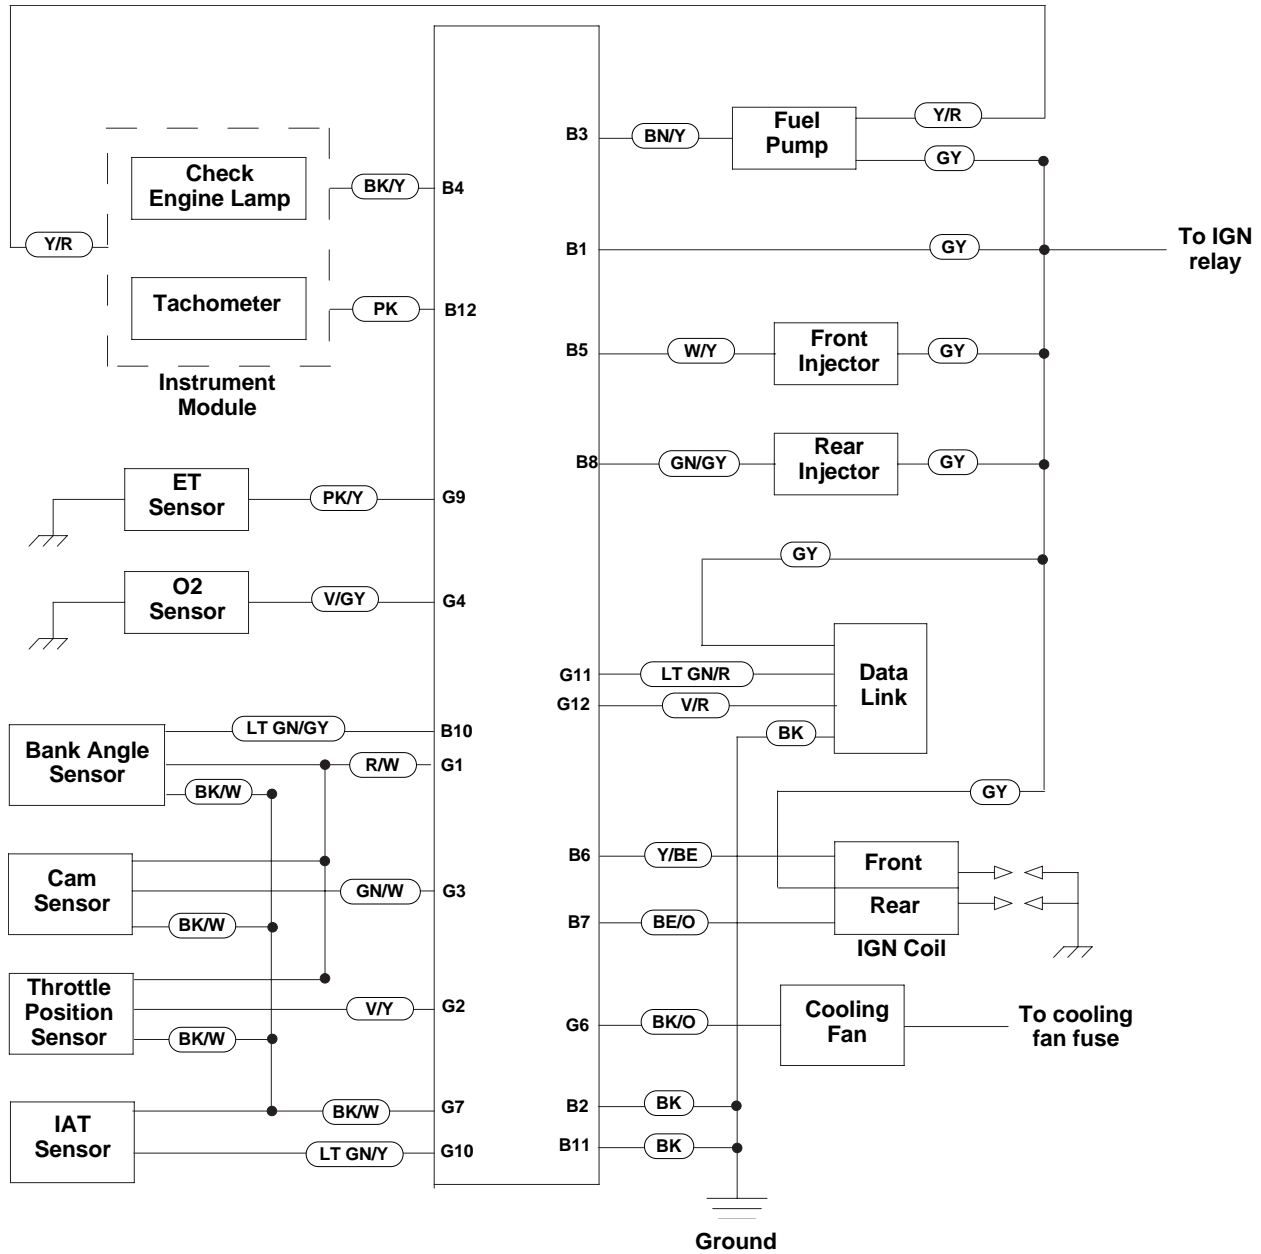 B3
BN/Y
Fuel
Pump
Y/R
GY
Check
Engine Lamp
BK/Y
B4
Y/R
B1
GY
To IGN
relay
Tachometer
PK
B12
Instrument
Module
B5
W/Y
Front
Injector
GY
B8
GN/GY
Rear
Injector
GY
ET
Sensor
PK/Y
G9
GY
O2
Sensor
V/GY
G4
G11
LT GN/R
Data
Link
G12
V/R
BK
LT GN/GY
B10
Bank Angle
Sensor
R/W
G1
BK/W
GY
B6
Y/BE
Front
Cam
Sensor
GN/W
G3
BK/W
B7
BE/O
Rear
IGN Coil
Throttle
Position
Sensor
V/Y
G2
BK/W
G6
BK/O
Cooling
Fan
To cooling
fan fuse
IAT
Sensor
BK/W
G7
LT GN/Y
G10
B2
BK
B11
BK
Ground